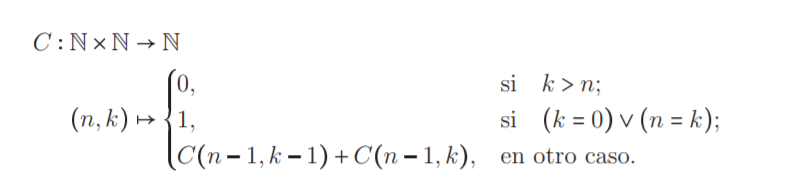 C : ℕ × ℕ → ℕ
(n, k) ↦ { 0, si k > n;
1, si (k = 0) ∨ (n = k);
C(n − 1, k − 1) + C(n − 1, k), en otro caso.